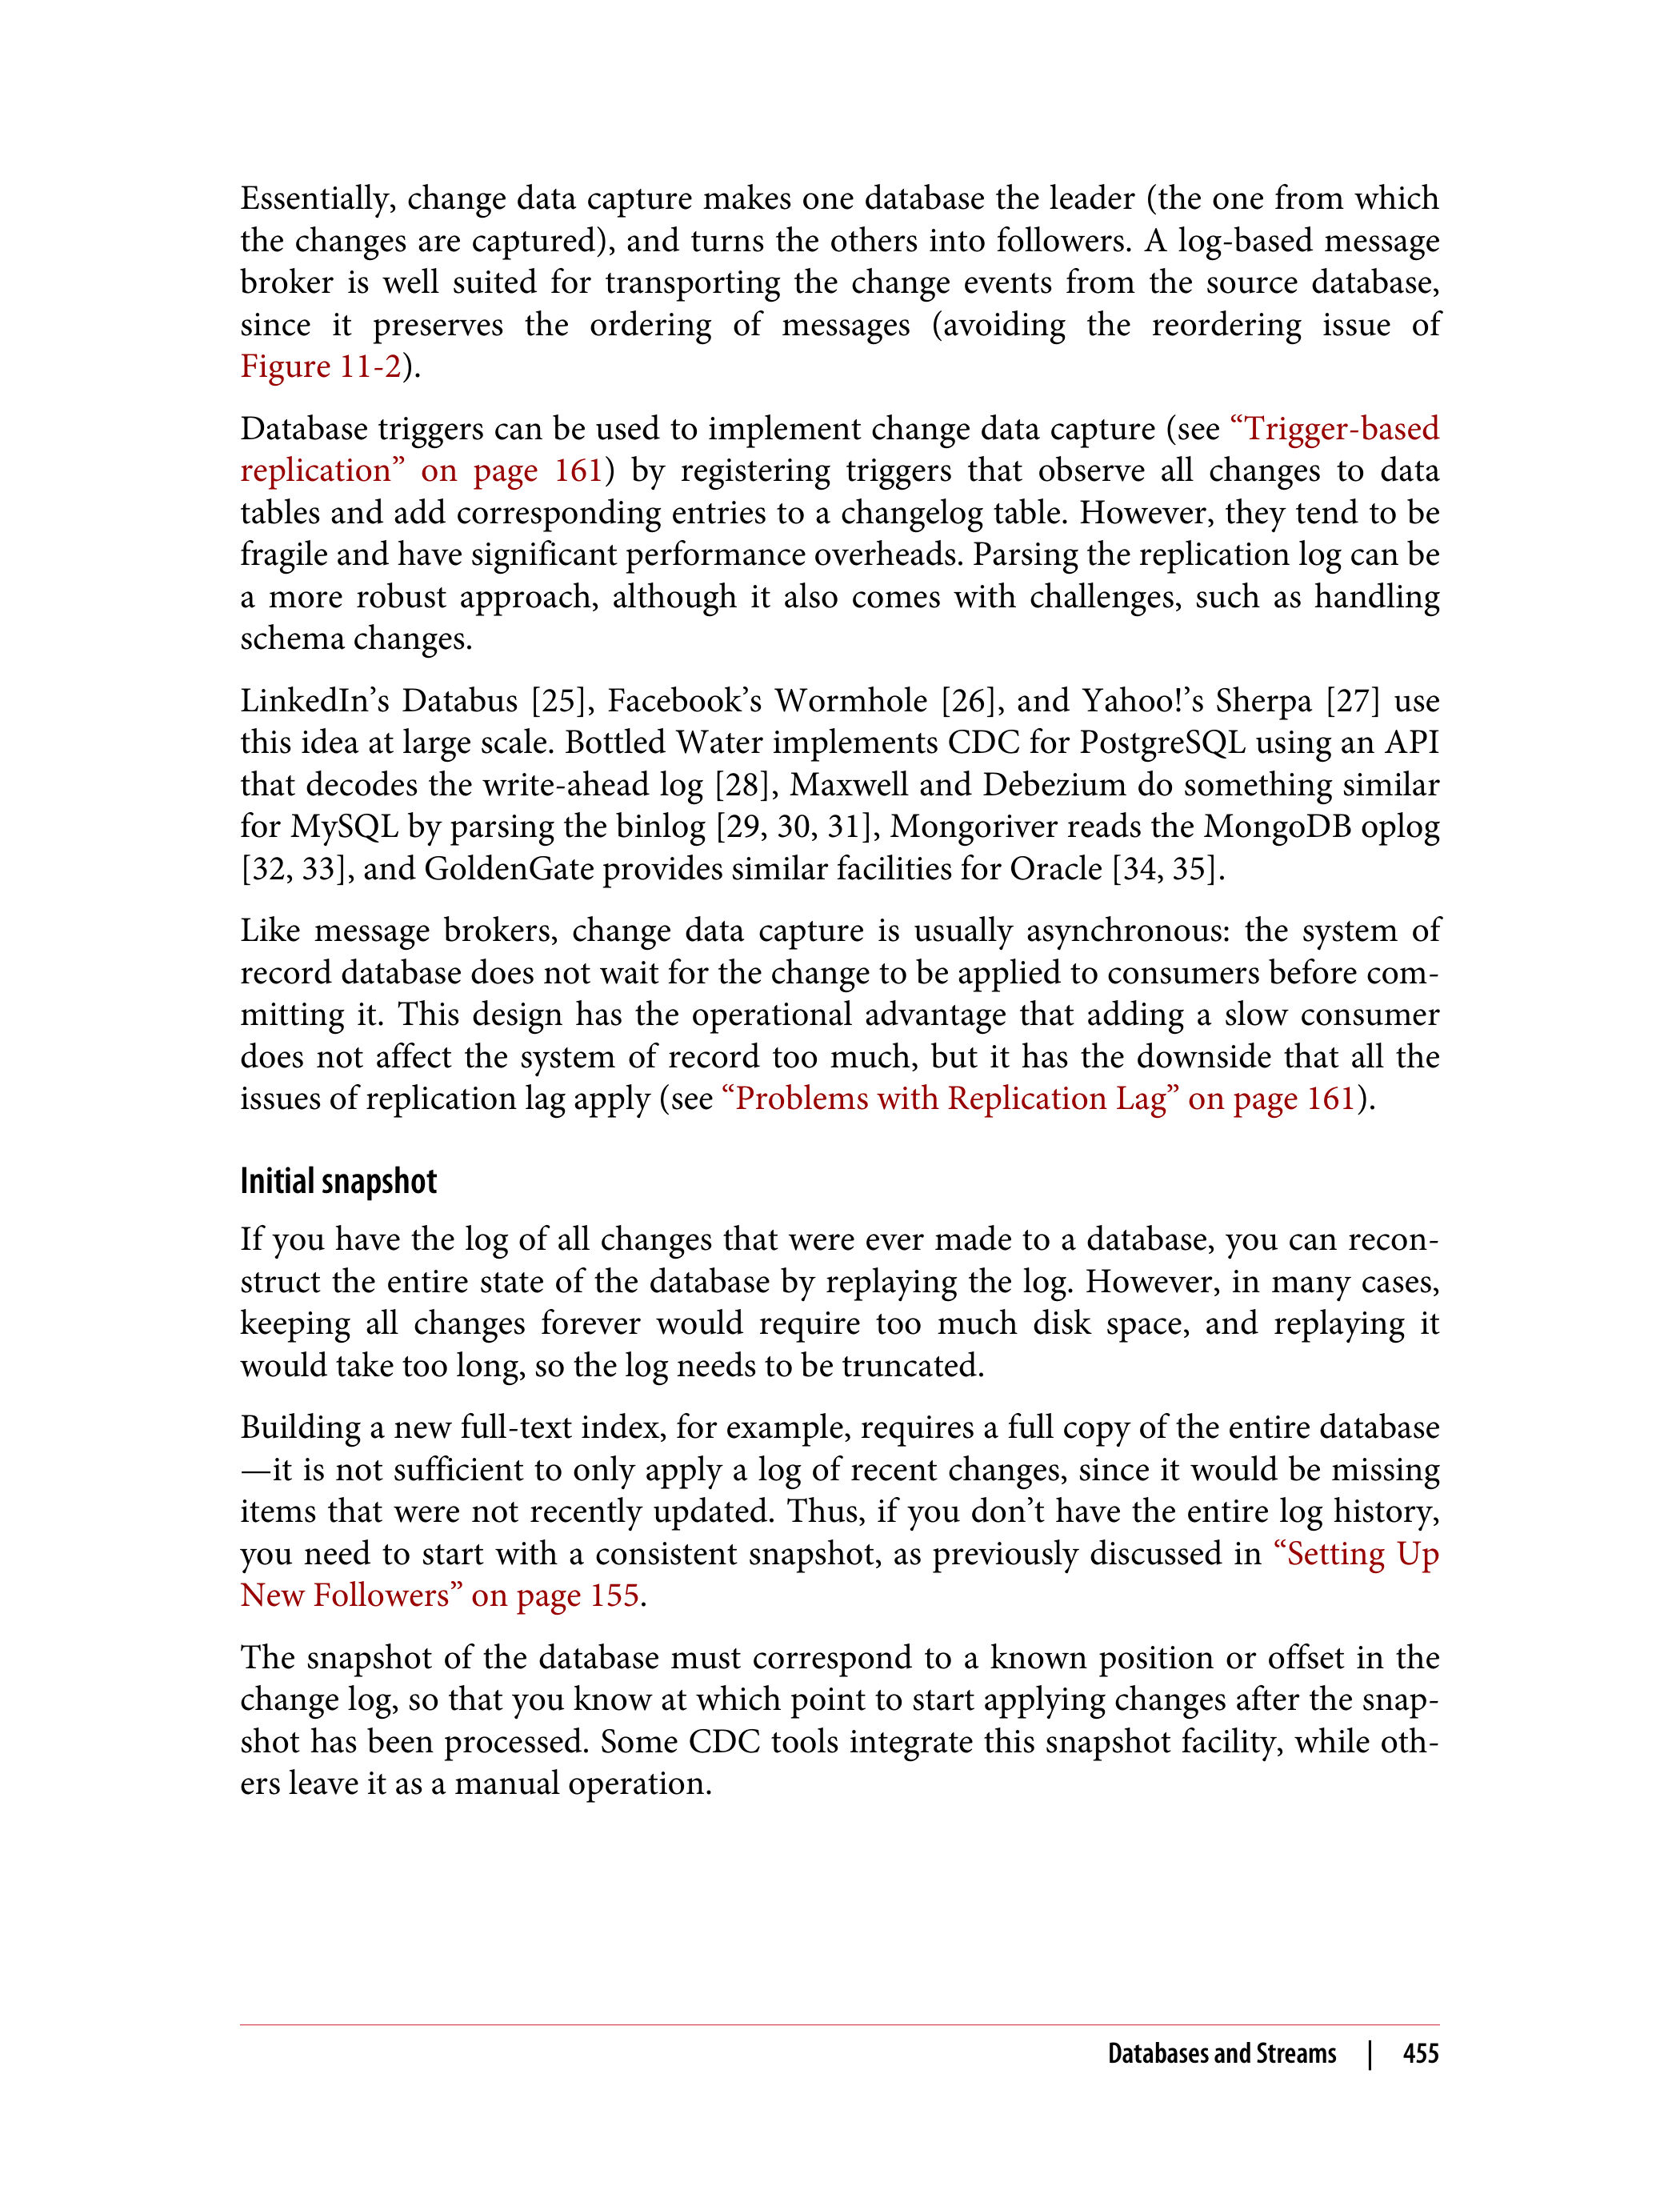 Essentially, change data capture makes one database the leader (the one from which
the changes are captured), and turns the others into followers. A log-based message
broker is well suited for transporting the change events from the source database,
since it preserves the ordering of messages (avoiding the reordering issue of
Figure 11-2).
Database triggers can be used to implement change data capture (see “Trigger-based
replication” on page 161) by registering triggers that observe all changes to data
tables and add corresponding entries to a changelog table. However, they tend to be
fragile and have significant performance overheads. Parsing the replication log can be
a more robust approach, although it also comes with challenges, such as handling
schema changes.
LinkedIn’s Databus [25], Facebook’s Wormhole [26], and Yahoo!’s Sherpa [27] use
this idea at large scale. Bottled Water implements CDC for PostgreSQL using an API
that decodes the write-ahead log [28], Maxwell and Debezium do something similar
for MySQL by parsing the binlog [29, 30, 31], Mongoriver reads the MongoDB oplog
[32, 33], and GoldenGate provides similar facilities for Oracle [34, 35].
Like message brokers, change data capture is usually asynchronous: the system of
record database does not wait for the change to be applied to consumers before com-
mitting it. This design has the operational advantage that adding a slow consumer
does not affect the system of record too much, but it has the downside that all the
issues of replication lag apply (see “Problems with Replication Lag” on page 161).
Initial snapshot
If you have the log of all changes that were ever made to a database, you can recon-
struct the entire state of the database by replaying the log. However, in many cases,
keeping all changes forever would require too much disk space, and replaying it
would take too long, so the log needs to be truncated.
Building a new full-text index, for example, requires a full copy of the entire database
—it is not sufficient to only apply a log of recent changes, since it would be missing
items that were not recently updated. Thus, if you don’t have the entire log history,
you need to start with a consistent snapshot, as previously discussed in “Setting Up
New Followers” on page 155.
The snapshot of the database must correspond to a known position or offset in the
change log, so that you know at which point to start applying changes after the snap-
shot has been processed. Some CDC tools integrate this snapshot facility, while oth-
ers leave it as a manual operation.
Databases and Streams | 455